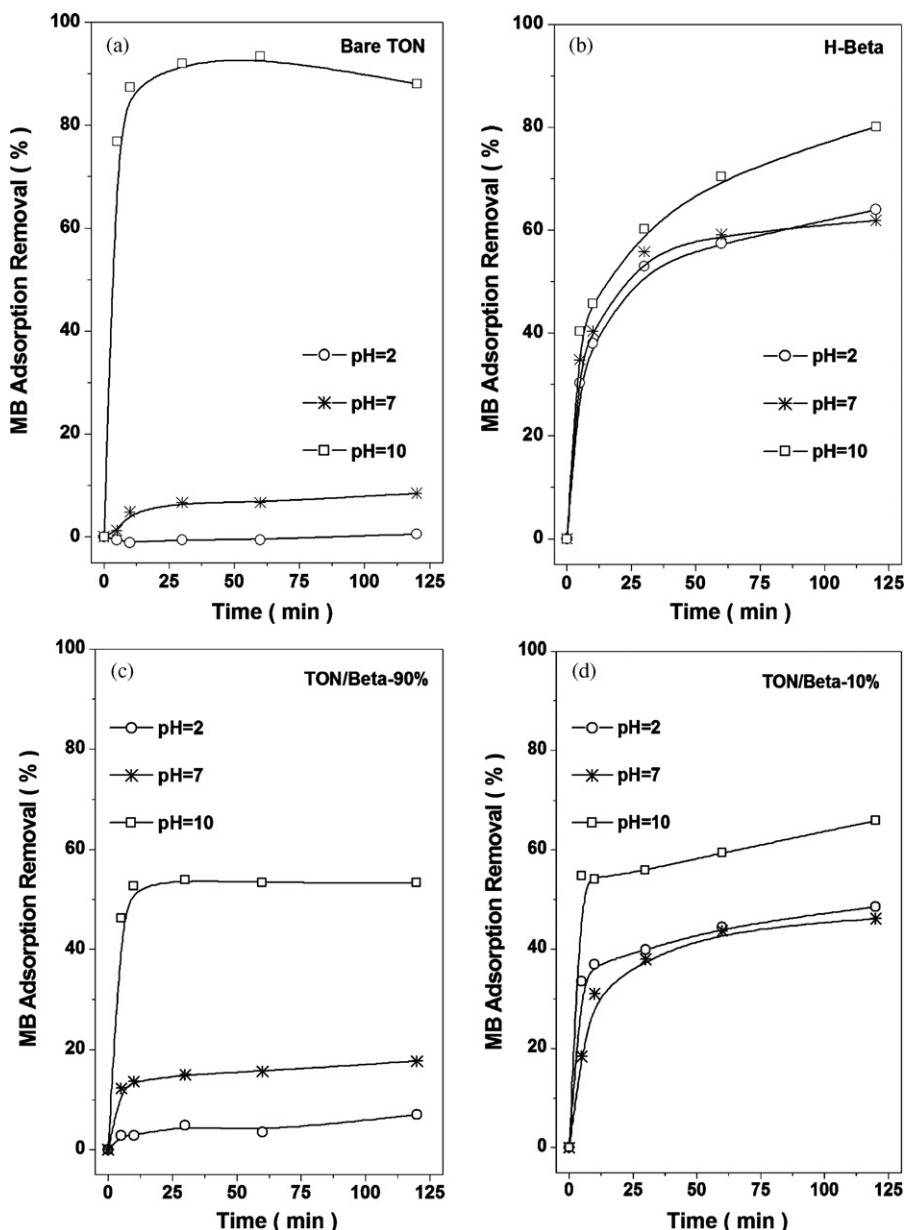 (a)
Bare TON
MB Adsorption Removal ( % )
100
80
60
40
20
0
pH=2
pH=7
pH=10
0 25 50 75 100 125
Time ( min )
(b)
H-Beta
MB Adsorption Removal ( % )
100
80
60
40
20
0
pH=2
pH=7
pH=10
0 25 50 75 100 125
Time ( min )
(c)
TON/Beta-90%
MB Adsorption Removal ( % )
100
80
60
40
20
0
pH=2
pH=7
pH=10
0 25 50 75 100 125
Time ( min )
(d)
TON/Beta-10%
MB Adsorption Removal ( % )
100
80
60
40
20
0
pH=2
pH=7
pH=10
0 25 50 75 100 125
Time ( min )